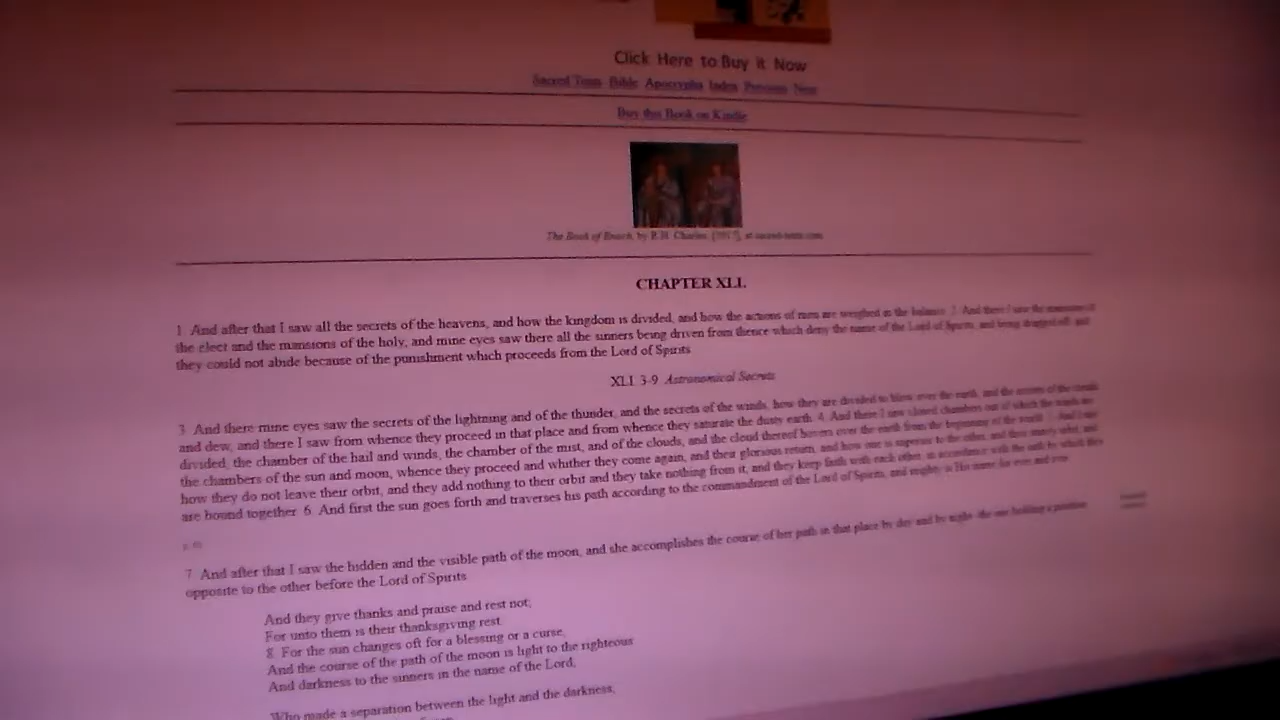 Click Here to Buy it Now
Sacred Texts Bible Apocrypha Index Previous Next
Buy this Book on Kindle
The Book of Enoch, by R.H. Charles, at sacred-texts.com
CHAPTER XLI.
1. And after that I saw all the secrets of the heavens, and how the kingdom is divided, and how the actions of men are weighed in the balance. 2. And there I saw the mansions of
the elect and the mansions of the holy, and mine eyes saw there all the sinners being driven from thence which deny the name of the Lord of Spirits, and being dragged off: and
they could not abide because of the punishment which proceeds from the Lord of Spirits
XLI. 3-9 Astronomical Secrets
3. And there mine eyes saw the secrets of the lightning and of the thunder, and the secrets of the winds, how they are divided to blow over the earth, and the secrets of the clouds
and dew, and there I saw from whence they proceed in that place and from whence they saturate the dusty earth. 4. And there I saw closed chambers out of which the winds are
divided, the chamber of the hail and winds, the chamber of the mist, and of the clouds, and the cloud thereof hovers over the earth from the beginning of the world. And I saw
the chambers of the sun and moon, whence they proceed and whither they come again, and their glorious return, and how one is superior to the other, and their stately orbit, and
how they do not leave their orbit, and they add nothing to their orbit and they take nothing from it, and they keep faith with each other, in accordance with the oath by which they
are bound together. 6. And first the sun goes forth and traverses his path according to the commandment of the Lord of Spirits, and mighty is His name for ever and ever.
7. And after that I saw the hidden and the visible path of the moon, and she accomplishes the course of her path in that place by day and by night--the one holding a position
opposite to the other before the Lord of Spirits
And they give thanks and praise and rest not;
For unto them is their thanksgiving rest
8. For the sun changes oft for a blessing or a curse,
And the course of the path of the moon is light to the righteous
And darkness to the sinners in the name of the Lord,
Who made a separation between the light and the darkness,